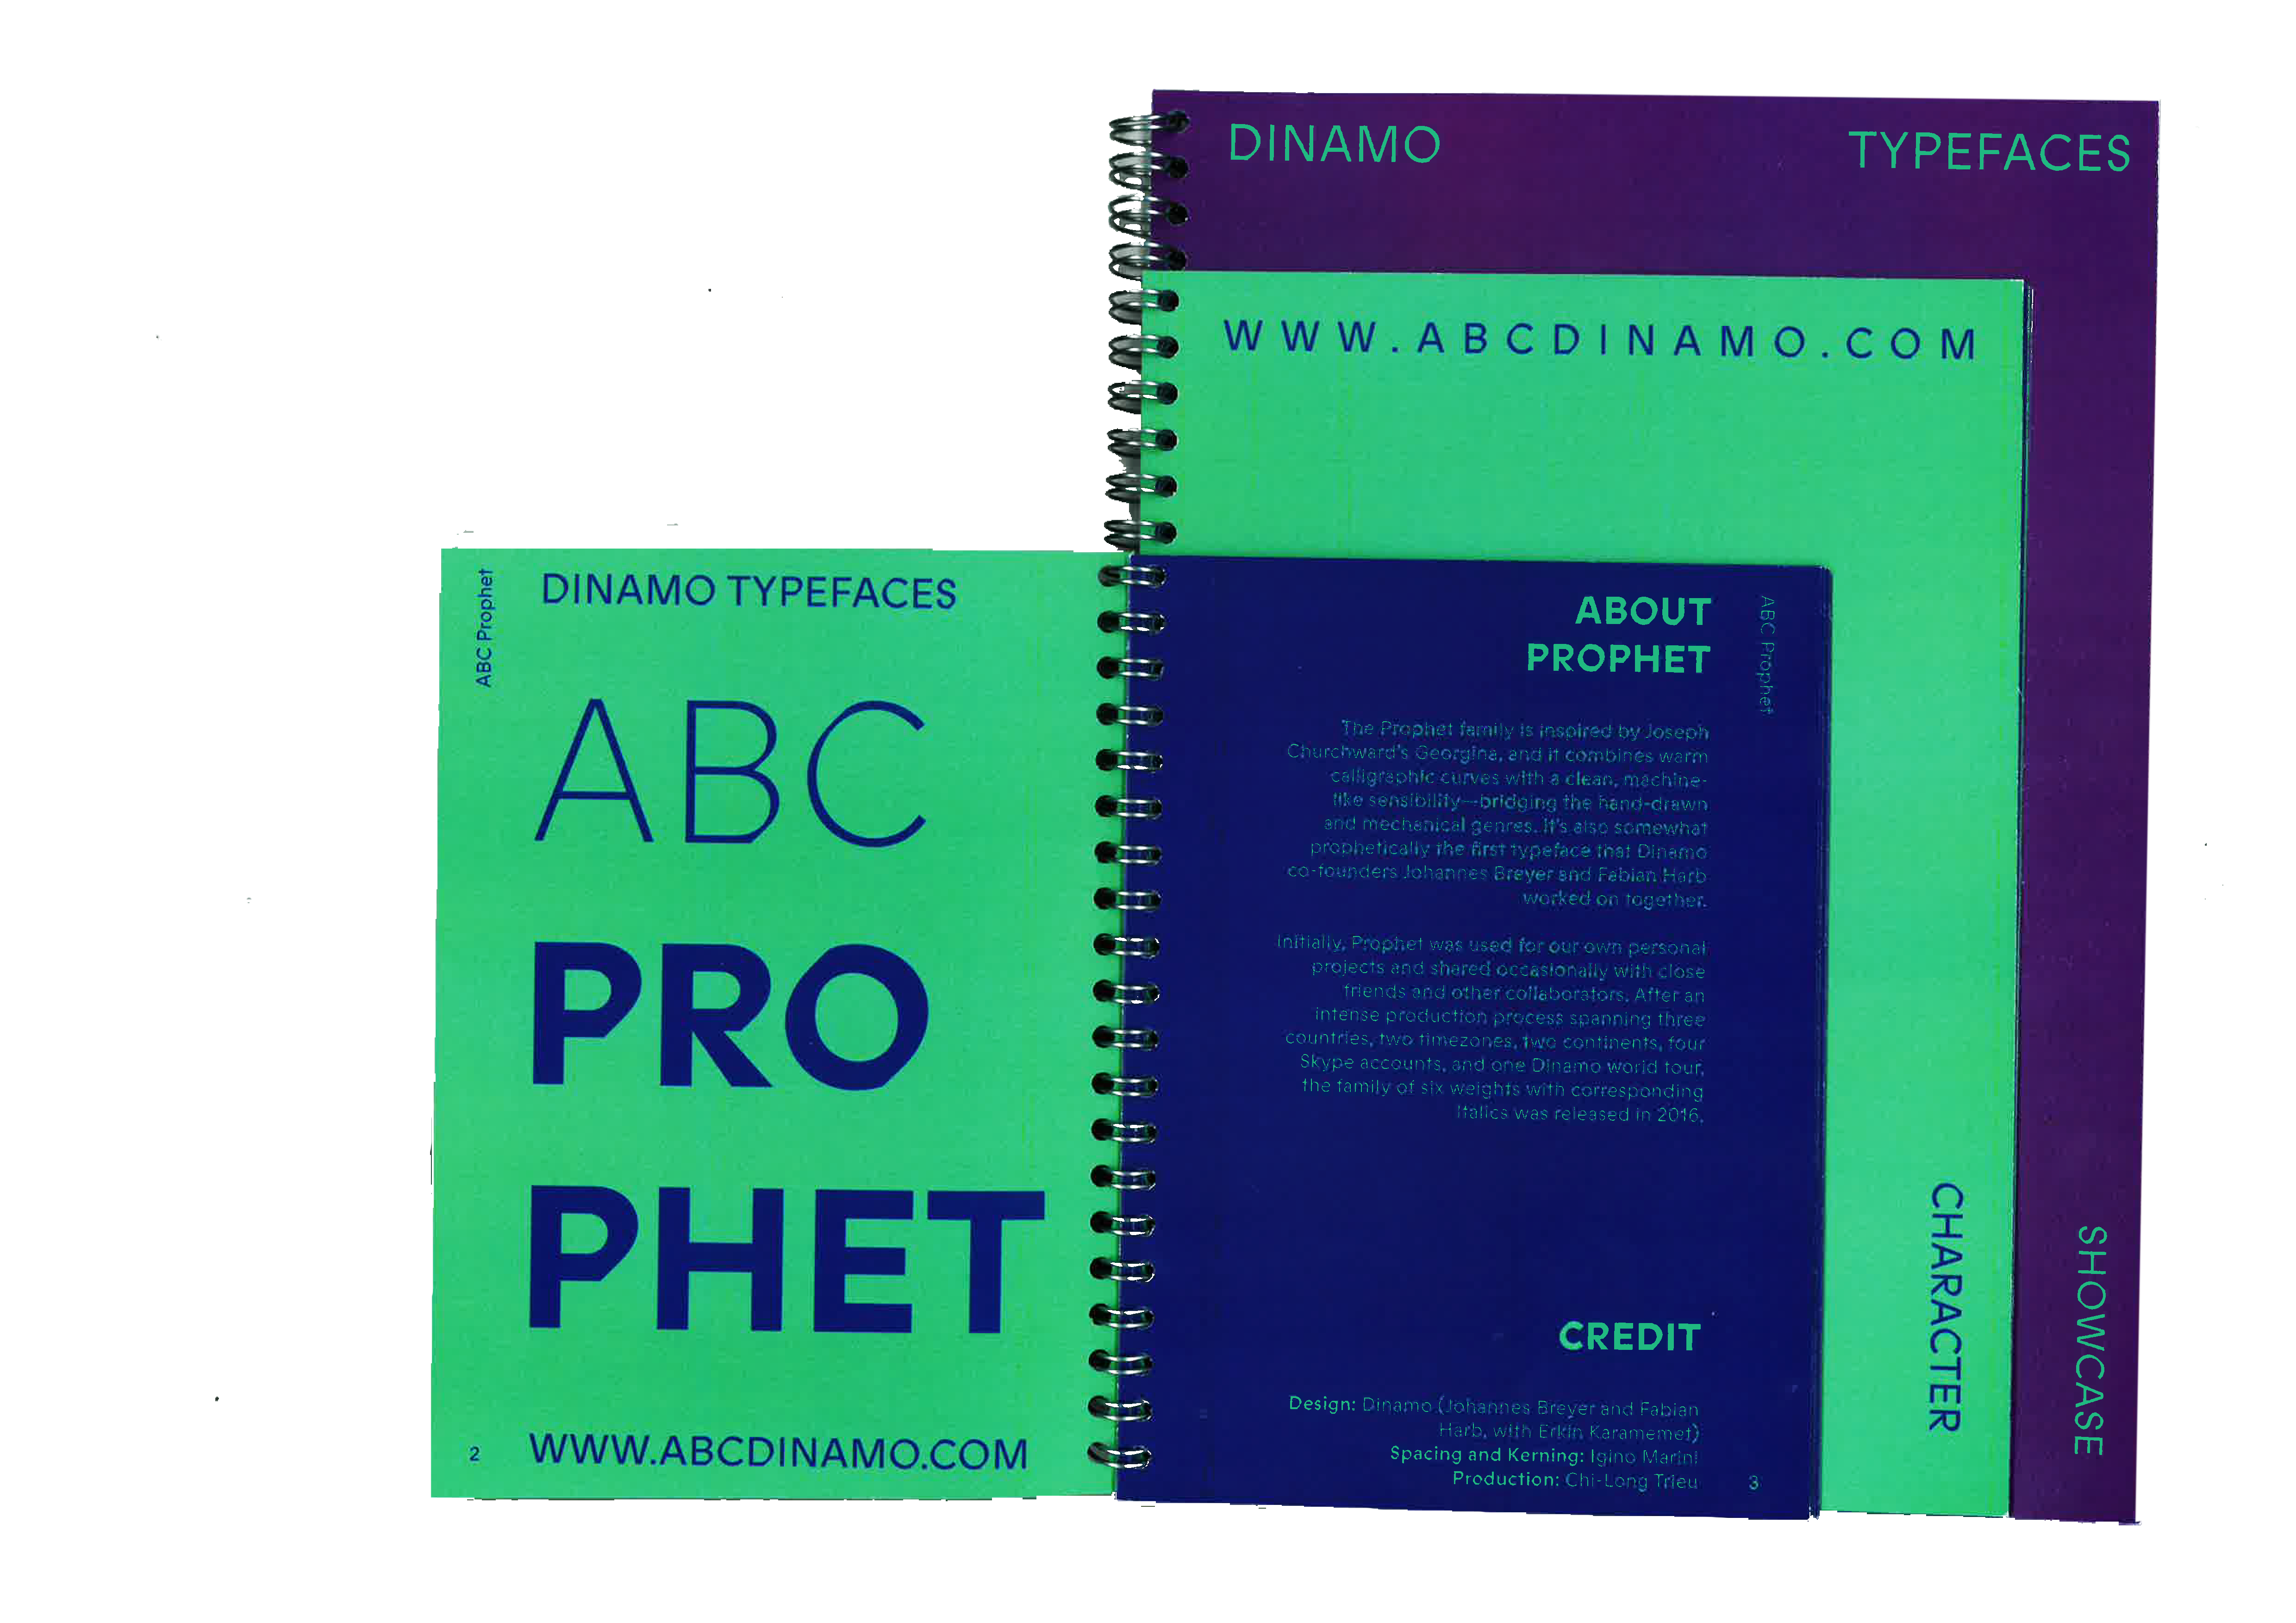 DINAMO TYPEFACES
WWW.ABCDINAMO.COM
ABC Prophet
DINAMO TYPEFACES
ABC
PRO
PHET
2
WWW.ABCDINAMO.COM
ABOUT
PROPHET
ABC Prophet
The Prophet family is inspired by Joseph
Churchward's Georgina, and it combines warm
calligraphic curves with a clean, machine-
like sensibility—bridging the hand-drawn
and mechanical genres. It's also somewhat
prophetically the first typeface that Dinamo
co-founders Johannes Breyer and Fabian Harb
worked on together.
Initially, Prophet was used for our own personal
projects and shared occasionally with close
friends and other collaborators. After an
intense production process spanning three
countries, two timezones, two continents, four
Skype accounts, and one Dinamo world tour,
the family of six weights with corresponding
Italics was released in 2016.
CREDIT
Design: Dinamo (Johannes Breyer and Fabian
Harb, with Erkin Karamemet)
Spacing and Kerning: Igino Marini
Production: Chi-Long Trieu
3
CHARACTER
SHOWCASE